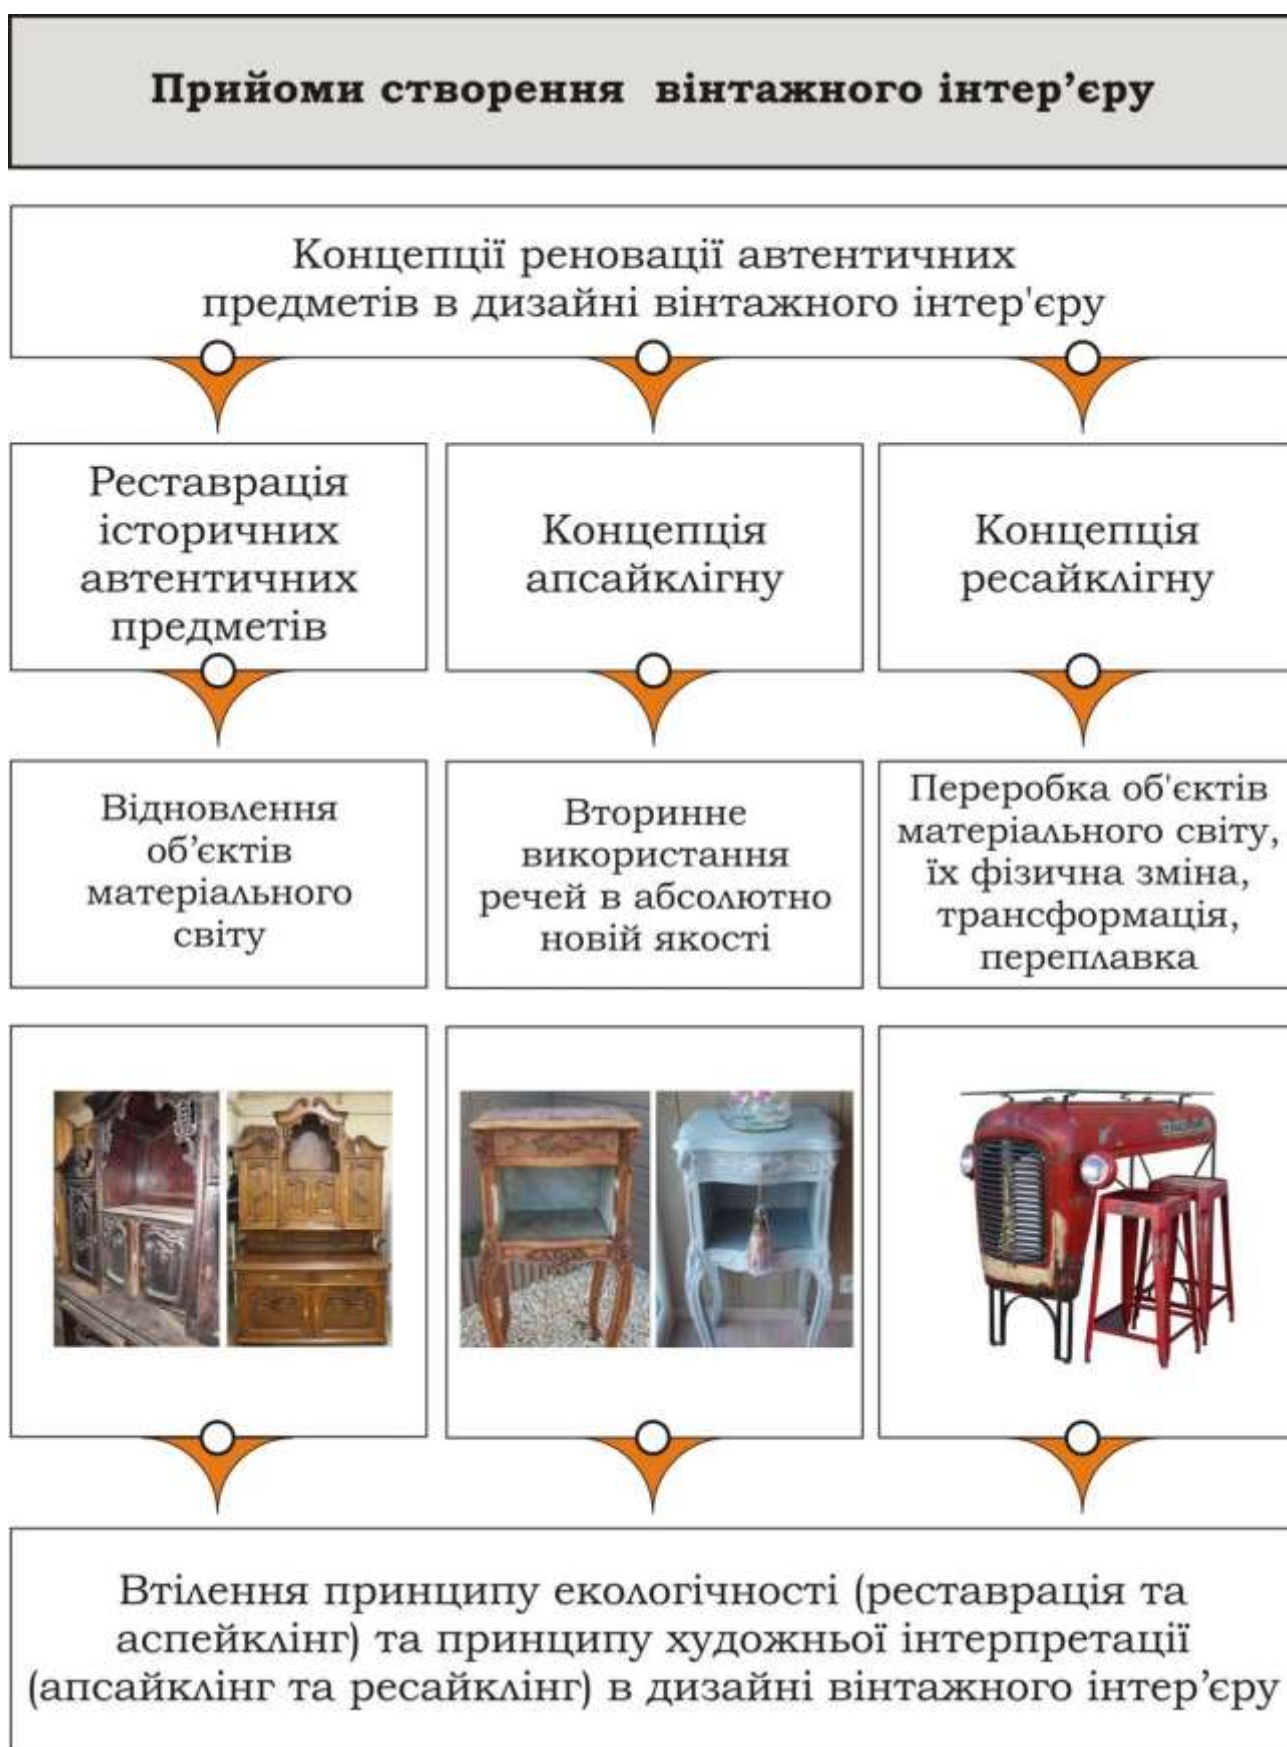 Прийоми створення вінтажного інтер’єру
Концепції реновації автентичних
предметів в дизайні вінтажного інтер'єру
Реставрація
історичних
автентичних
предметів
Концепція
апсайклігну
Концепція
ресайклігну
Відновлення
об’єктів
матеріального
світу
Вторинне
використання
речей в абсолютно
новій якості
Переробка об'єктів
матеріального світу,
їх фізична зміна,
трансформація,
переплавка
Втілення принципу екологічності (реставрація та
аспейклінг) та принципу художньої інтерпретації
(апсайклінг та ресайклінг) в дизайні вінтажного інтер’єру